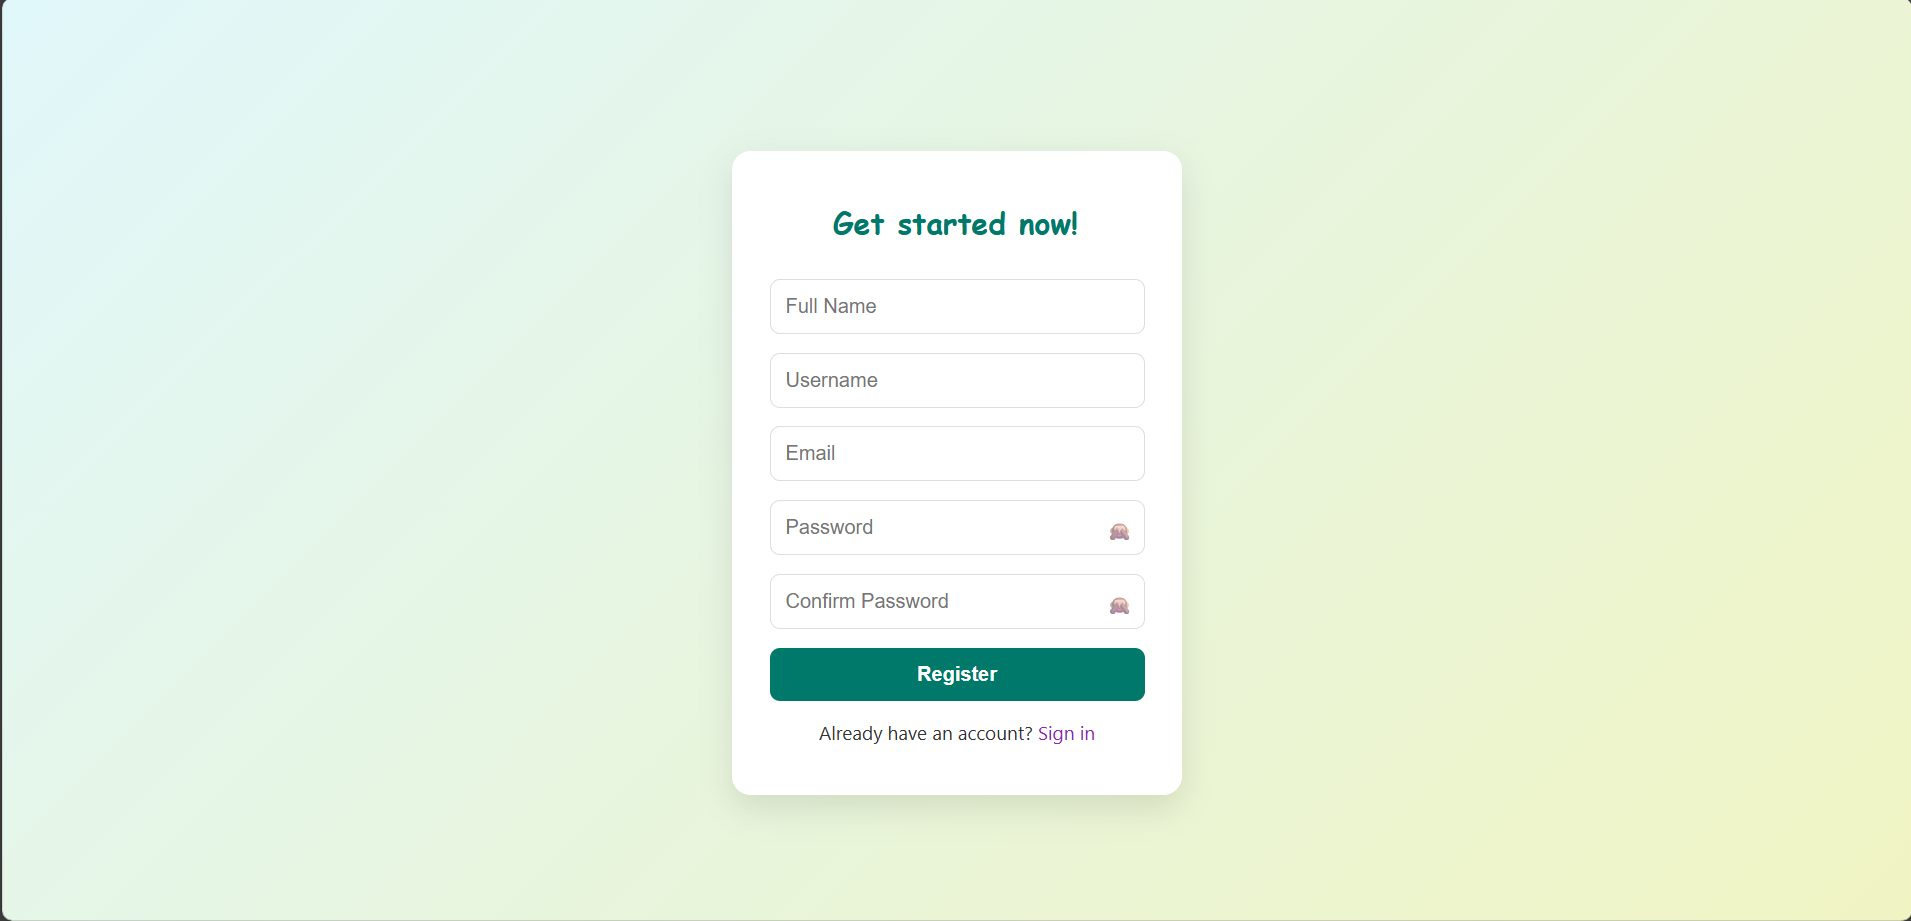 Get started now!
Full Name
Username
Email
Password
Confirm Password
Register
Already have an account? Sign in